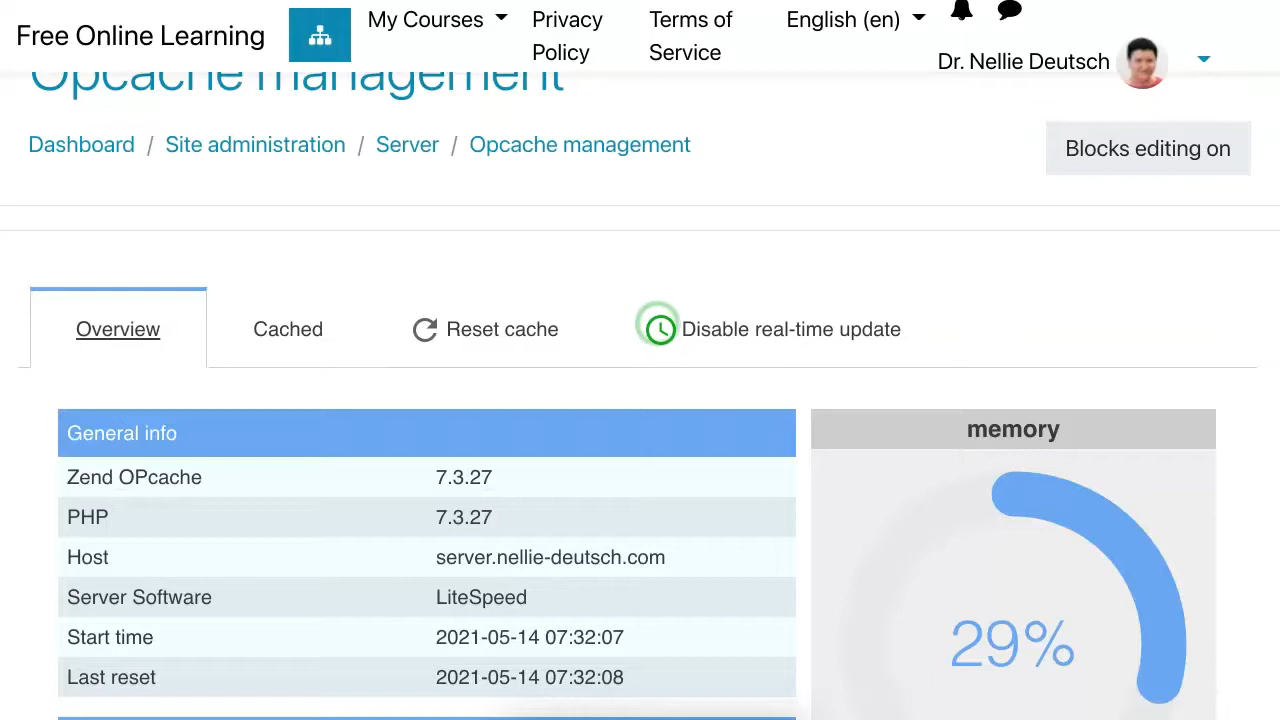 Free Online Learning
My Courses
Privacy Policy
Terms of Service
English (en)
Dr. Nellie Deutsch
Opcache management
Dashboard / Site administration / Server / Opcache management
Blocks editing on
Overview
Cached
Reset cache
Disable real-time update
General info
Zend OPcache 7.3.27
PHP 7.3.27
Host server.nellie-deutsch.com
Server Software LiteSpeed
Start time 2021-05-14 07:32:07
Last reset 2021-05-14 07:32:08
memory
29%